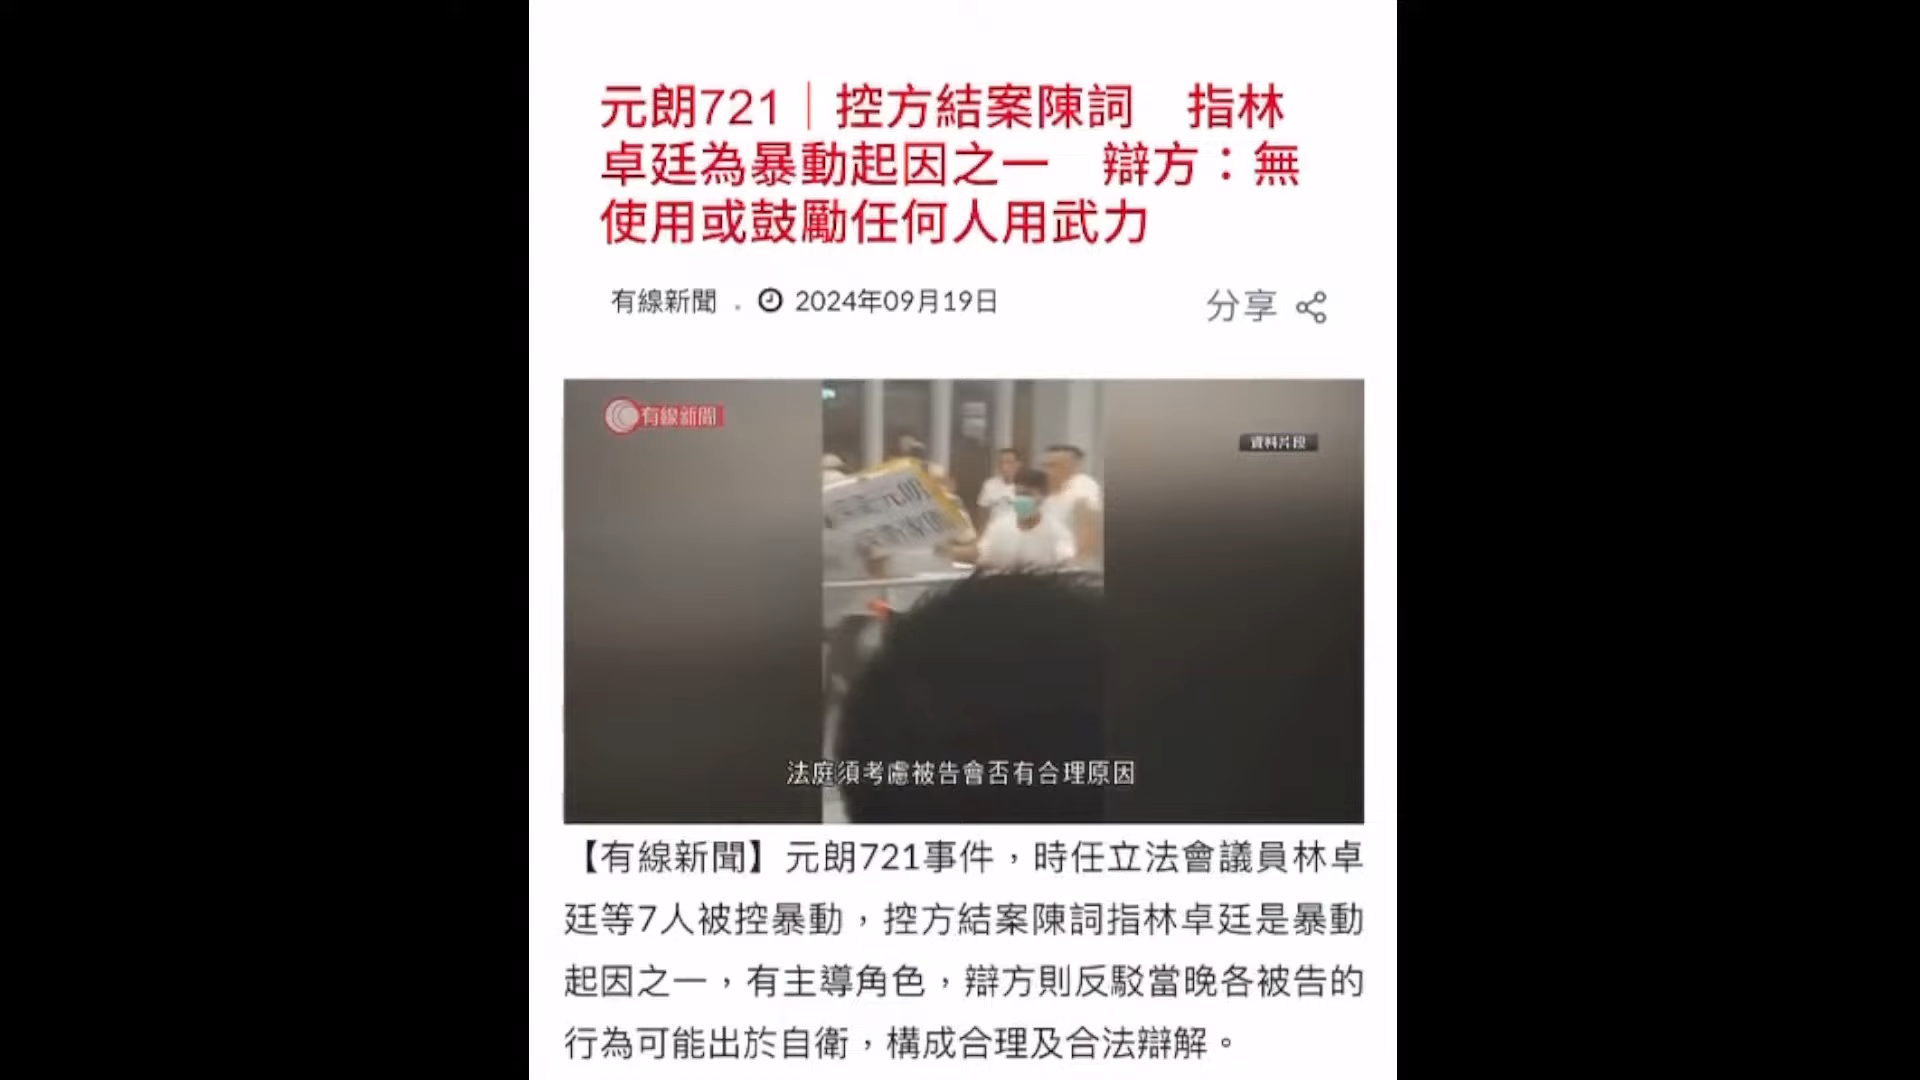 元朗721｜控方結案陳詞　指林
卓廷為暴動起因之一　辯方：無
使用或鼓勵任何人用武力
有線新聞 . 2024年09月19日
分享
有線新聞
資料片段
元朗
法庭須考慮被告會否有合理原因
【有線新聞】元朗721事件，時任立法會議員林卓
廷等7人被控暴動，控方結案陳詞指林卓廷是暴動
起因之一，有主導角色，辯方則反駁當晚各被告的
行為可能出於自衛，構成合理及合法辯解。